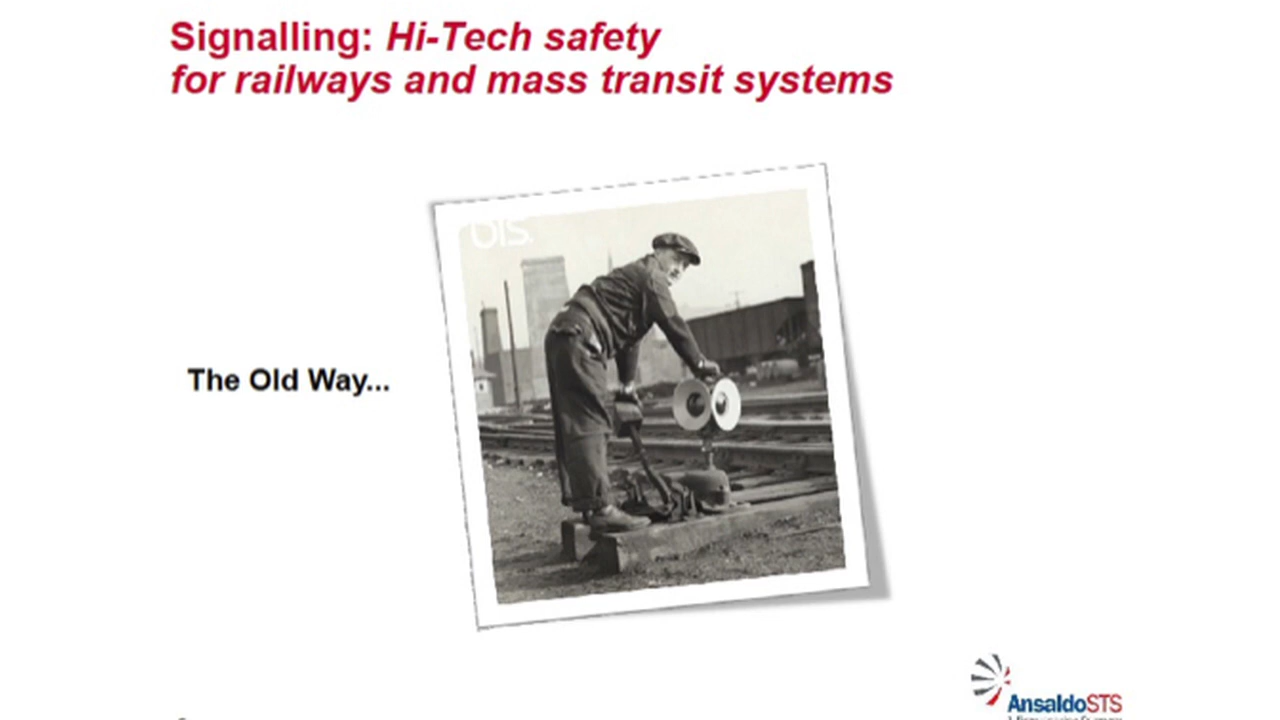 Signalling: Hi-Tech safety
for railways and mass transit systems
The Old Way...
AnsaldoSTS